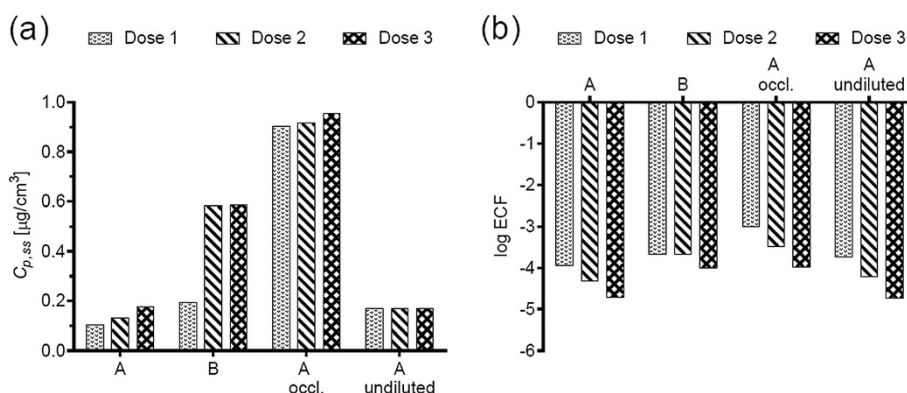 (a)
Dose 1 Dose 2 Dose 3
1.0
0.8
0.6
0.4
0.2
0.0
Cp,ss [µg/cm³]
A B A occl. A undiluted
(b)
Dose 1 Dose 2 Dose 3
A B A occl. A undiluted
0
-1
-2
-3
-4
-5
-6
log ECF